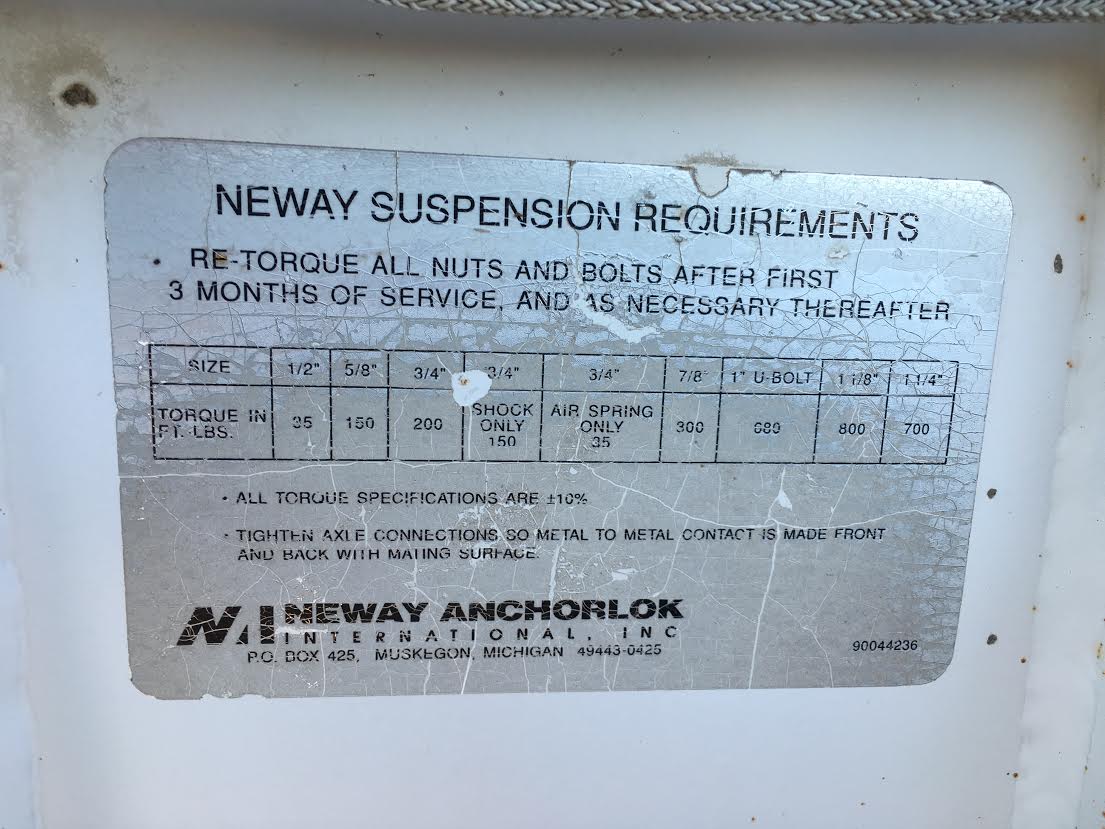 NEWAY SUSPENSION REQUIREMENTS
• RE-TORQUE ALL NUTS AND BOLTS AFTER FIRST
3 MONTHS OF SERVICE, AND AS NECESSARY THEREAFTER
SIZE 1/2" 5/8" 3/4" 3/4" 3/4" 7/8" 1" U-BOLT 1 1/8" 1 1/4"
TORQUE IN FT. LBS. 35 150 200 SHOCK ONLY 150 AIR SPRING ONLY 35 300 680 800 700
• ALL TORQUE SPECIFICATIONS ARE ±10%
• TIGHTEN AXLE CONNECTIONS SO METAL TO METAL CONTACT IS MADE FRONT
AND BACK WITH MATING SURFACE.
NAI NEWAY ANCHORLOK
INTERNATIONAL, INC
P.O. BOX 425, MUSKEGON, MICHIGAN 49443-0425
90044236